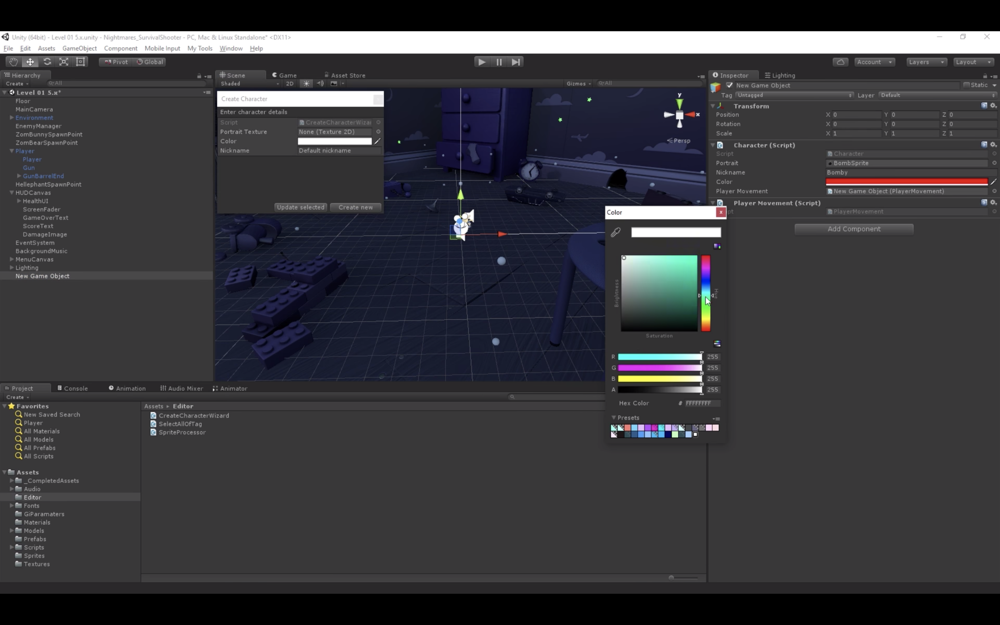 Unity (64bit) - Level 01 5.x.unity - Nightmares_SurvivalShooter - PC, Mac & Linux Standalone* <DX11>
File Edit Assets GameObject Component Mobile Input My Tools Window Help
Pivot Global Account Layers Layout
Hierarchy
Create All
Level 01 5.x*
Floor
MainCamera
Environment
EnemyManager
ZomBunnySpawnPoint
ZomBearSpawnPoint
Player
Player
Gun
GunBarrelEnd
HellephantSpawnPoint
HUDCanvas
HealthUI
ScreenFader
GameOverText
ScoreText
DamageImage
EventSystem
BackgroundMusic
MenuCanvas
Lighting
New Game Object
Scene Game Asset Store
Shaded 2D Gizmos All
Create Character
Enter character details
Script CreateCharacterWizai
Portrait Texture None (Texture 2D)
Color
Nickname Default nickname
Update selected Create new
y
x
Persp
Inspector Lighting
New Game Object Static
Tag Untagged Layer Default
Transform
Position X 0 Y 0 Z 0
Rotation X 0 Y 0 Z 0
Scale X 1 Y 1 Z 1
Character (Script)
Script Character
Portrait BombSprite
Nickname Bomby
Color
Player Movement New Game Object (PlayerMovement)
Player Movement (Script)
PlayerMovement
Add Component
Color x
Brightness
Hue
Saturation
R 255
G 255
B 255
A 255
Hex Color # FFFFFFFF
Presets
Project Console Animation Audio Mixer Animator
Create
Favorites
New Saved Search
Player
All Materials
All Models
All Prefabs
All Scripts
Assets
_CompletedAssets
Audio
Editor
Fonts
GiParamaters
Materials
Models
Prefabs
Scripts
Sprites
Textures
Assets Editor
CreateCharacterWizard
SelectAllOfTag
SpriteProcessor